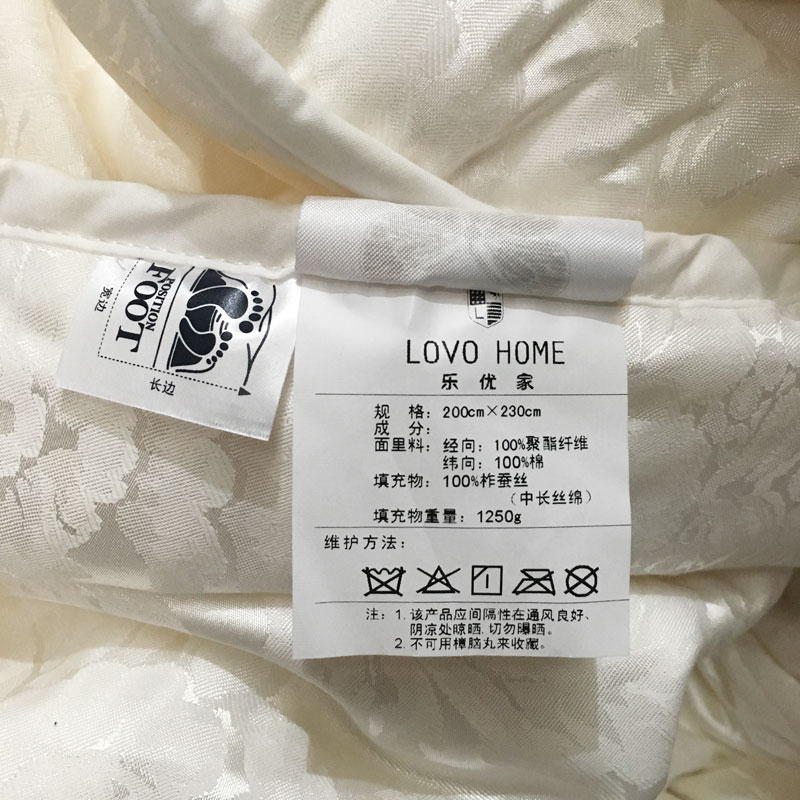 POSITION
FOOT
宽边
长边
L
LOVO HOME
乐优家
规 格：200cm×230cm
成 分：
面里料：经向：100%聚酯纤维
纬向：100%棉
填充物：100%柞蚕丝
（中长丝绵）
填充物重量：1250g
维护方法：
注：1.该产品应间隔性在通风良好、
阴凉处晾晒.切勿曝晒。
2.不可用樟脑丸来收藏。